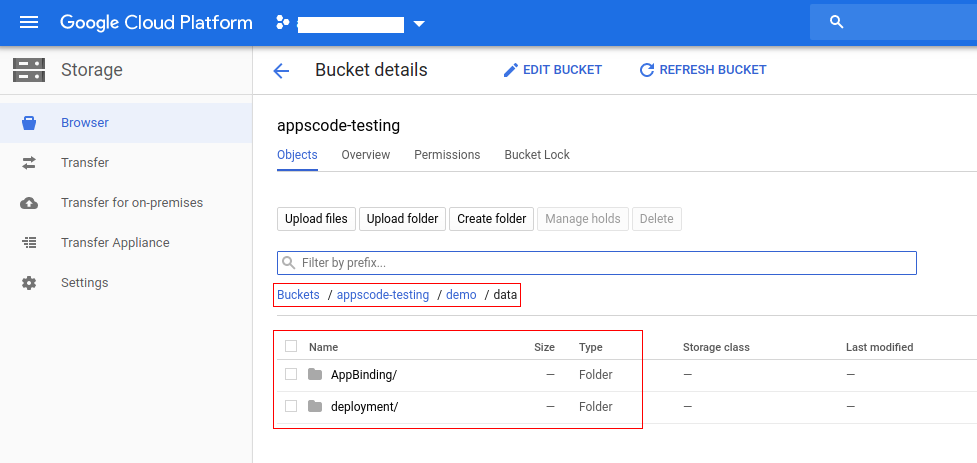 Google Cloud Platform
Storage
Bucket details EDIT BUCKET REFRESH BUCKET
Browser
Transfer
Transfer for on-premises
Transfer Appliance
Settings
appscode-testing
Objects Overview Permissions Bucket Lock
Upload files Upload folder Create folder Manage holds Delete
Filter by prefix...
Buckets / appscode-testing / demo / data
Name Size Type Storage class Last modified
AppBinding/ — Folder — —
deployment/ — Folder — —